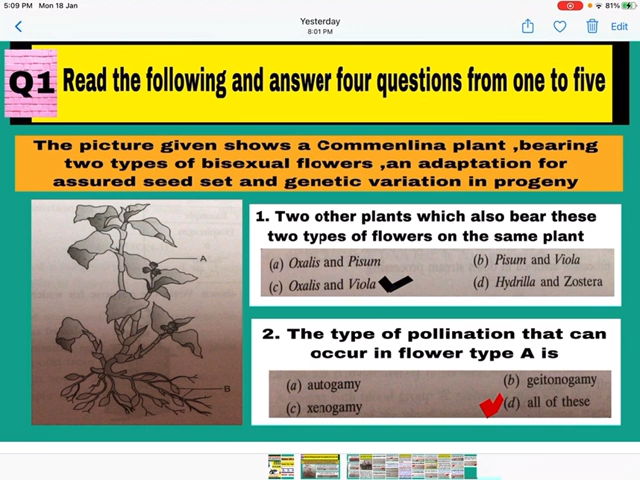 5:09 PM Mon 18 Jan
81%
Yesterday
8:01 PM
Edit
Q1 Read the following and answer four questions from one to five
The picture given shows a Commenlina plant ,bearing
two types of bisexual flowers ,an adaptation for
assured seed set and genetic variation in progeny
A
B
1. Two other plants which also bear these
two types of flowers on the same plant
(a) Oxalis and Pisum
(b) Pisum and Viola
(c) Oxalis and Viola
(d) Hydrilla and Zostera
2. The type of pollination that can
occur in flower type A is
(a) autogamy
(b) geitonogamy
(c) xenogamy
(d) all of these